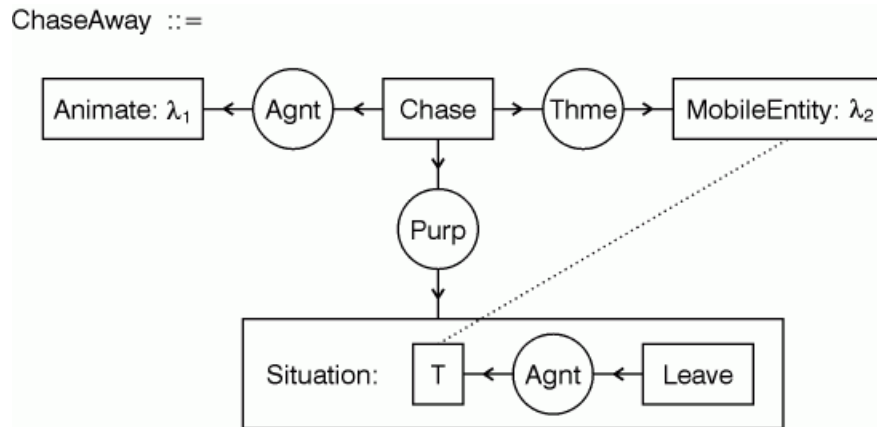 ChaseAway ::=
Animate: λ₁ Agnt Chase Thme MobileEntity: λ₂
Purp
Situation: T Agnt Leave